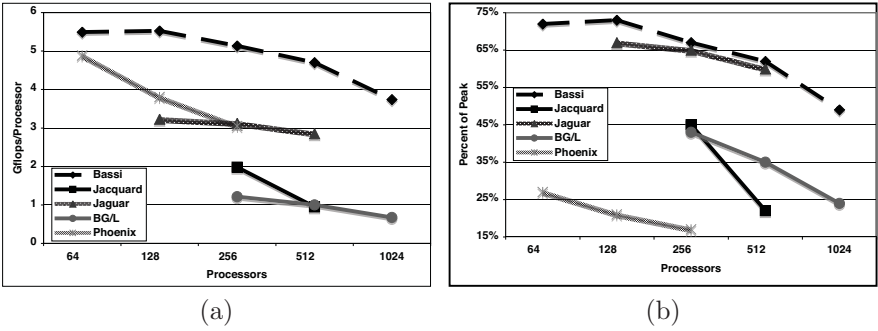 6
5
4
3
2
1
0
Gflops/Processor
Bassi
Jacquard
Jaguar
BG/L
Phoenix
64 128 256 512 1024
Processors
(a)
75%
65%
55%
45%
35%
25%
15%
Percent of Peak
Bassi
Jacquard
Jaguar
BG/L
Phoenix
64 128 256 512 1024
Processors
(b)